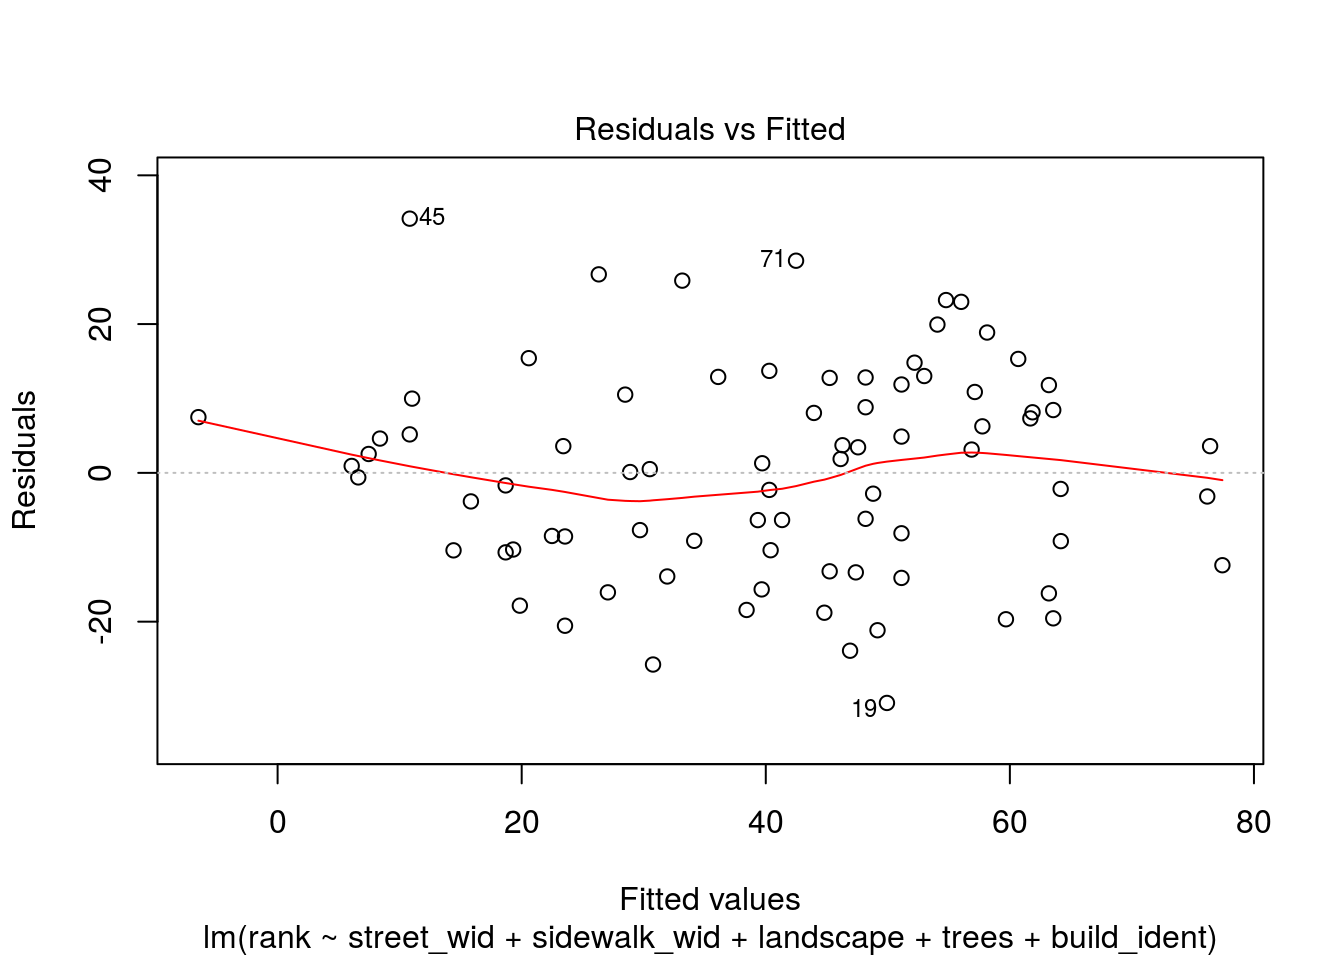 Residuals vs Fitted
40
20
0
-20
Residuals
45
71
19
0 20 40 60 80
Fitted values
lm(rank ~ street_wid + sidewalk_wid + landscape + trees + build_ident)